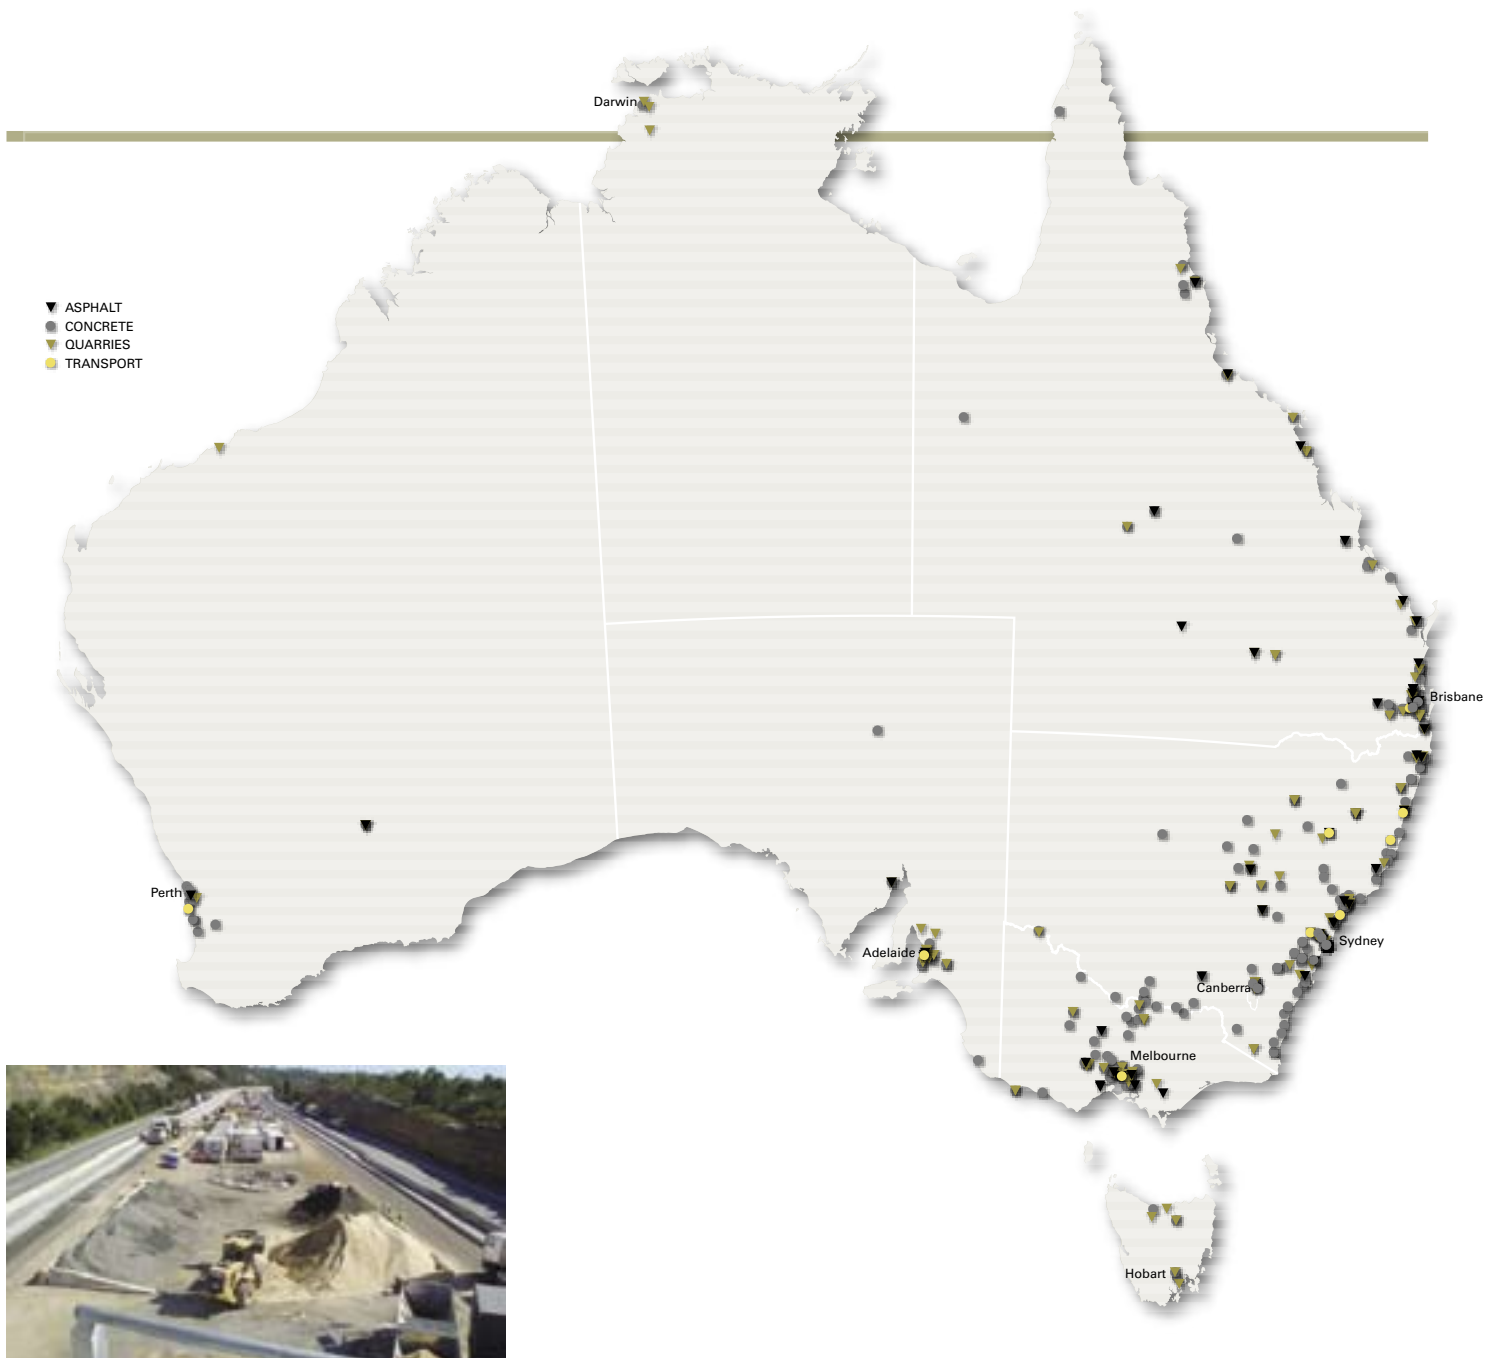 Darwin
ASPHALT
CONCRETE
QUARRIES
TRANSPORT
Brisbane
Perth
Sydney
Adelaide
Canberra
Melbourne
Hobart